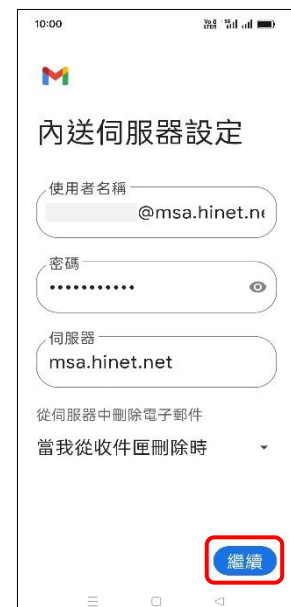 10:00
內送伺服器設定
使用者名稱
@msa.hinet.ne
密碼
•••••••••••
伺服器
msa.hinet.net
從伺服器中刪除電子郵件
當我從收件匣刪除時
繼續